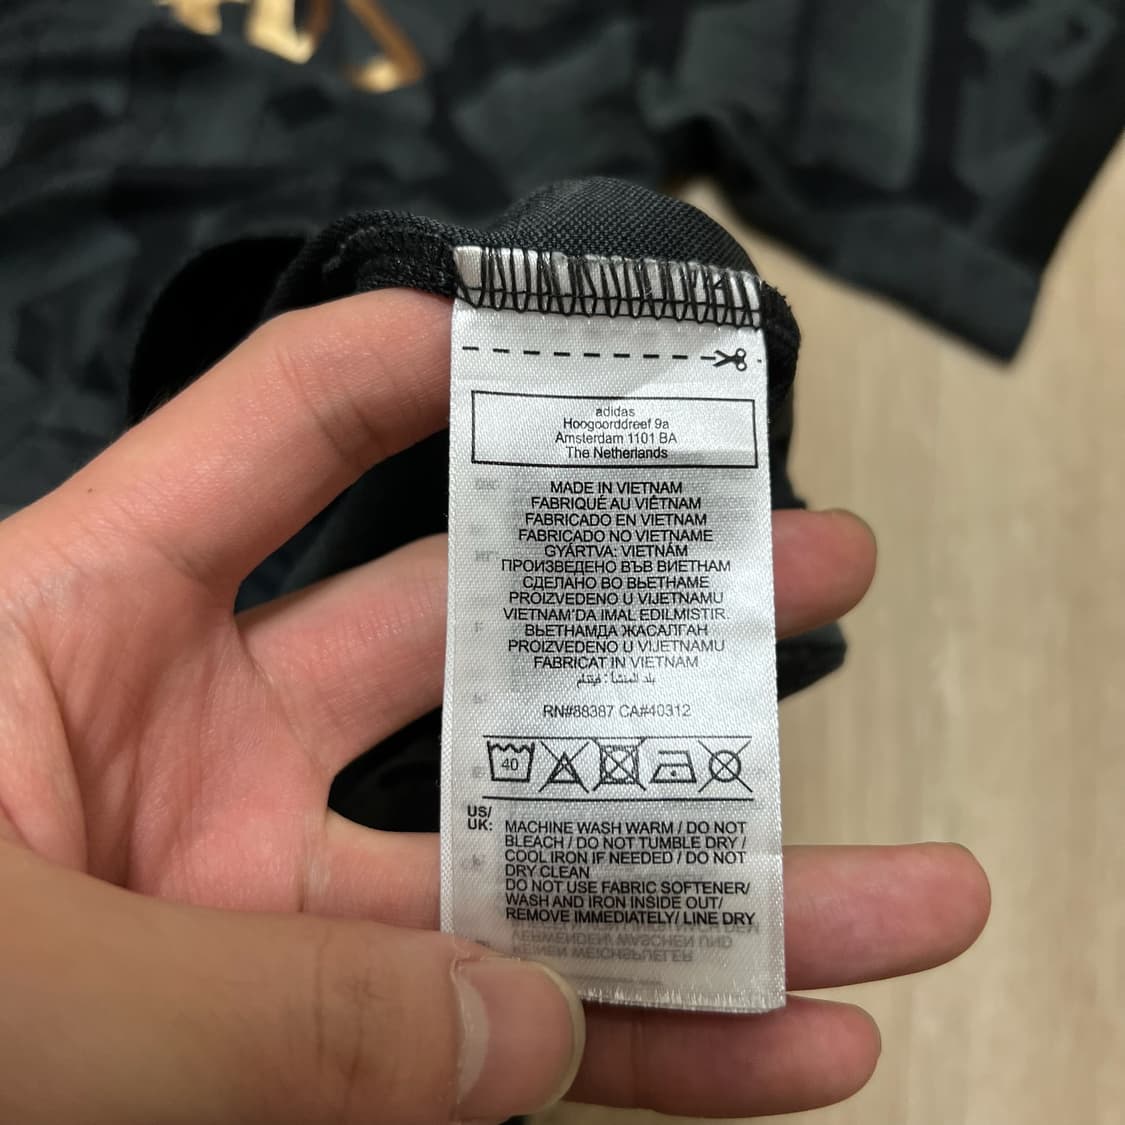 adidas
Hoogoorddreef 9a
Amsterdam 1101 BA
The Netherlands
MADE IN VIETNAM
FABRIQUÉ AU VIÊTNAM
FABRICADO EN VIETNAM
FABRICADO NO VIETNAME
GYÁRTVA: VIETNÁM
ПРОИЗВЕДЕНО ВЪВ ВИЕТНАМ
СДЕЛАНО ВО ВЬЕТНАМЕ
PROIZVEDENO U VIJETNAMU
VIETNAM'DA IMAL EDILMISTIR.
ВЬЕТНАМДА ЖАСАЛҒАН
PROIZVEDENO U VIJETNAMU
FABRICAT IN VIETNAM
بلد المنشأ : فيتنام
RN#88387 CA#40312
40
US/
UK:
MACHINE WASH WARM / DO NOT
BLEACH / DO NOT TUMBLE DRY /
COOL IRON IF NEEDED / DO NOT
DRY CLEAN
DO NOT USE FABRIC SOFTENER/
WASH AND IRON INSIDE OUT/
REMOVE IMMEDIATELY/ LINE DRY